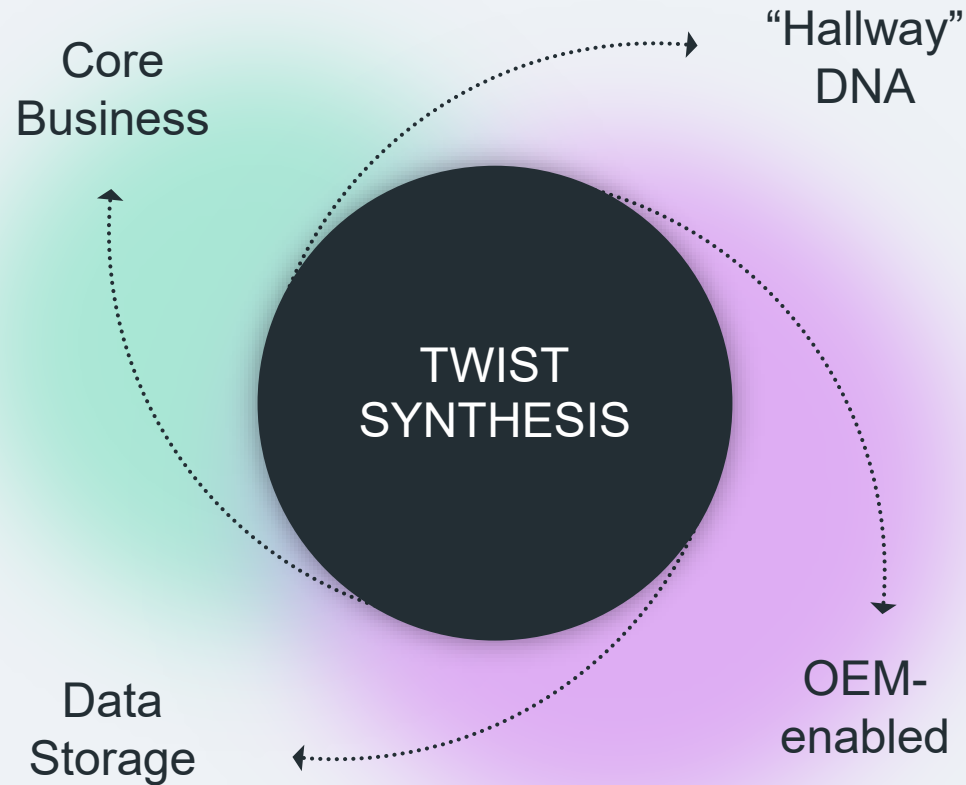 Core
Business
“Hallway”
DNA
TWIST
SYNTHESIS
Data
Storage
OEM-
enabled